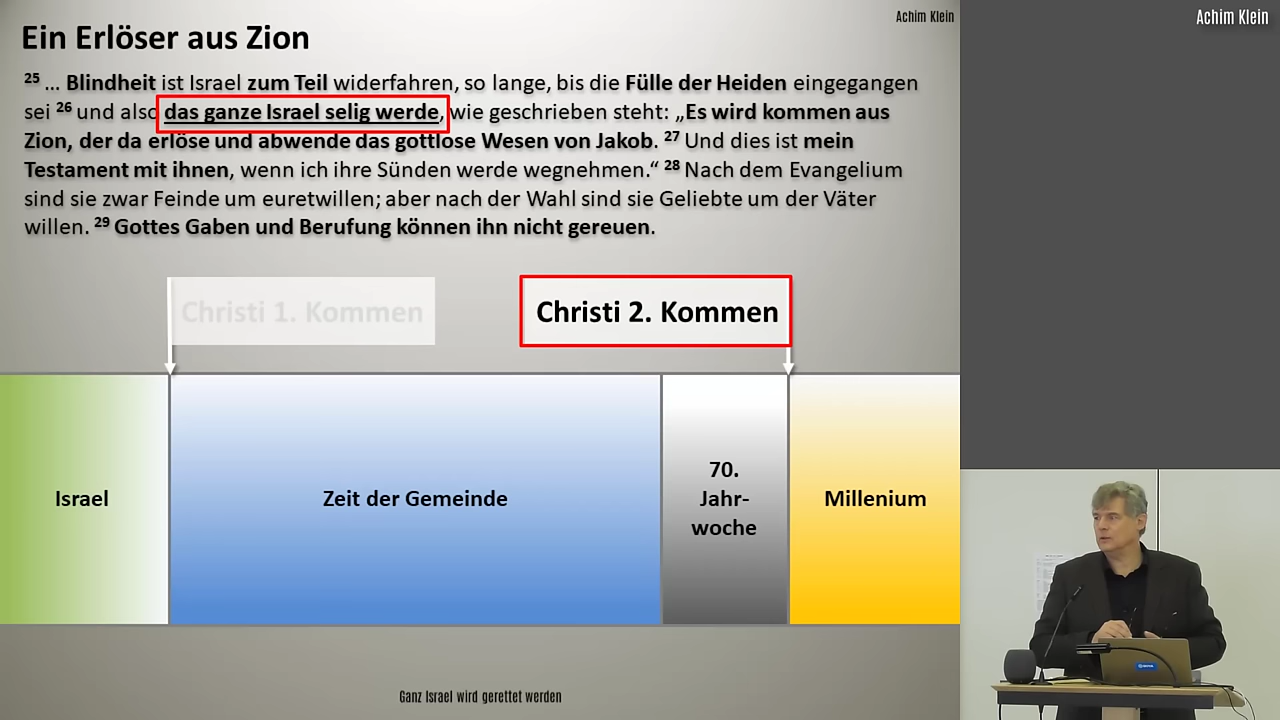 Achim Klein
Achim Klein
Ein Erlöser aus Zion
25 ... Blindheit ist Israel zum Teil widerfahren, so lange, bis die Fülle der Heiden eingegangen
sei 26 und also das ganze Israel selig werde, wie geschrieben steht: „Es wird kommen aus
Zion, der da erlöse und abwende das gottlose Wesen von Jakob. 27 Und dies ist mein
Testament mit ihnen, wenn ich ihre Sünden werde wegnehmen.“ 28 Nach dem Evangelium
sind sie zwar Feinde um euretwillen; aber nach der Wahl sind sie Geliebte um der Väter
willen. 29 Gottes Gaben und Berufung können ihn nicht gereuen.
Christi 1. Kommen
Christi 2. Kommen
Israel
Zeit der Gemeinde
70.
Jahr-
woche
Millenium
Ganz Israel wird gerettet werden